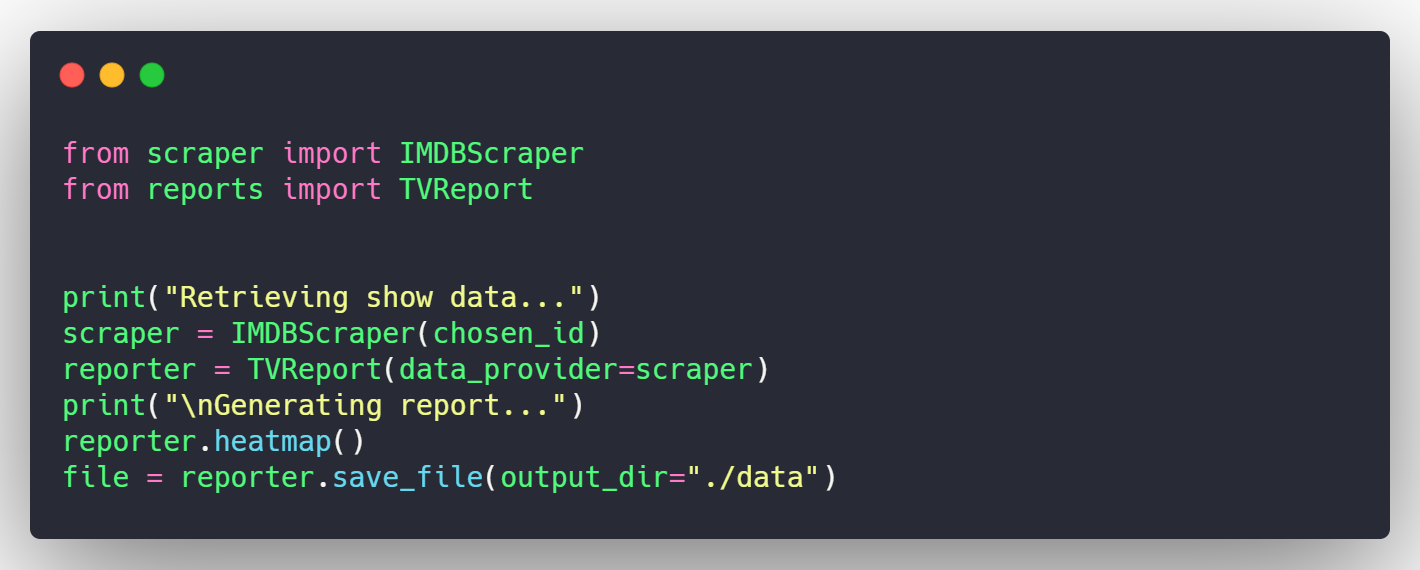 from scraper import IMDBScraper
from reports import TVReport
print("Retrieving show data...")
scraper = IMDBScraper(chosen_id)
reporter = TVReport(data_provider=scraper)
print("\nGenerating report...")
reporter.heatmap()
file = reporter.save_file(output_dir="./data")